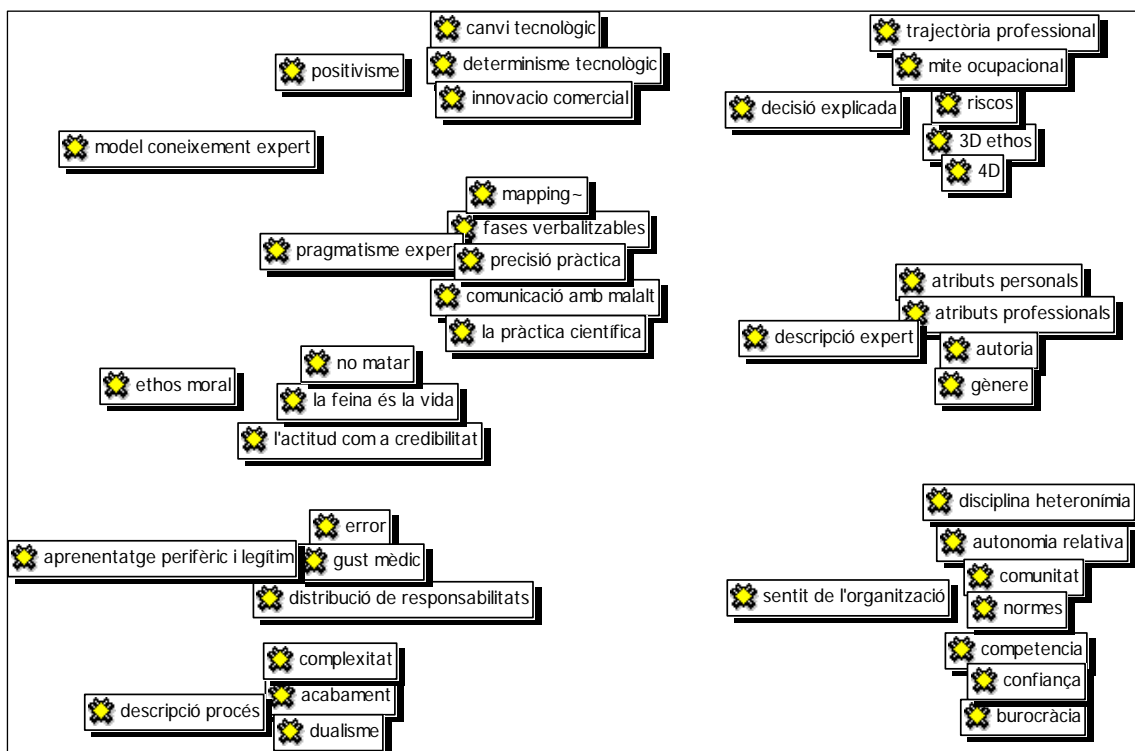 canvi tecnològic
positivisme
determinisme tecnològic
innovacio comercial
model coneixement expert
mapping~
fases verbalitzables
pragmatisme expert
precisió pràctica
comunicació amb malalt
la pràctica científica
no matar
ethos moral
la feina és la vida
l'actitud com a credibilitat
error
aprenentatge perifèric i legítim
gust mèdic
distribució de responsabilitats
complexitat
acabament
descripció procés
dualisme
trajectòria professional
mite ocupacional
decisió explicada
riscos
3D ethos
4D
atributs personals
atributs professionals
descripció expert
autoria
gènere
disciplina heteronímia
autonomia relativa
comunitat
sentit de l'organització
normes
competencia
confiança
burocràcia